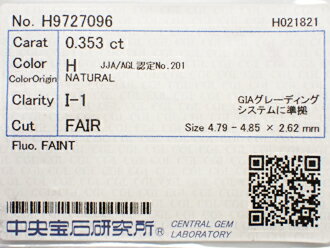 No. H9727096 H021821
Carat 0.353 ct
Color H JJA/AGL認定No.201
ColorOrigin NATURAL
Clarity I-1 GIAグレーディング
システムに準拠
Cut FAIR Size 4.79 - 4.85 × 2.62 mm
Fluo. FAINT
中央宝石研究所® CENTRAL GEM
LABORATORY